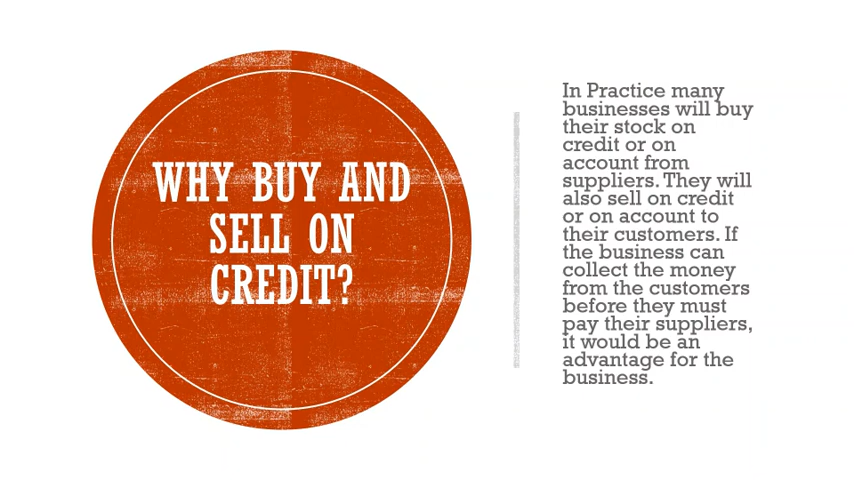 WHY BUY AND
SELL ON
CREDIT?
In Practice many
businesses will buy
their stock on
credit or on
account from
suppliers. They will
also sell on credit
or on account to
their customers. If
the business can
collect the money
from the customers
before they must
pay their suppliers,
it would be an
advantage for the
business.